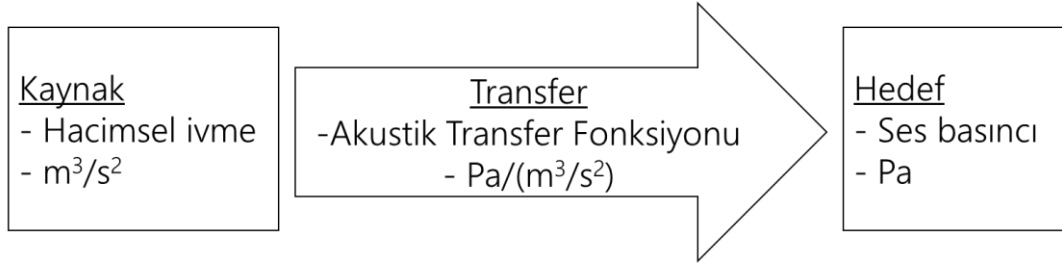 Kaynak
- Hacimsel ivme
- m³/s²
Transfer
-Akustik Transfer Fonksiyonu
- Pa/(m³/s²)
Hedef
- Ses basıncı
- Pa